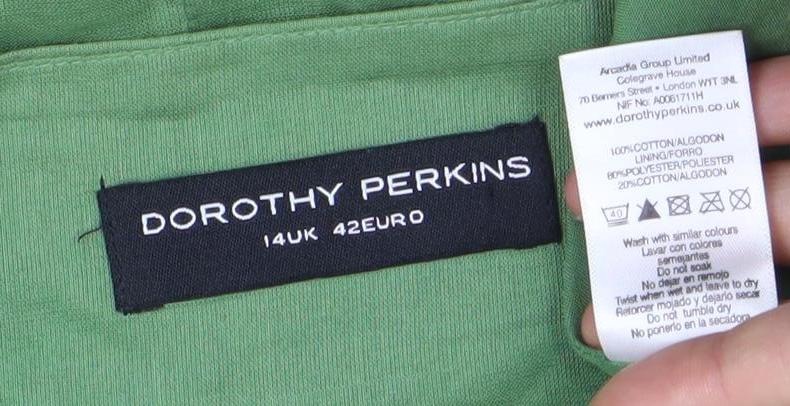 DOROTHY PERKINS
14UK 42EURO
Arcadia Group Limited
Colegrave House
70 Berners Street • London W1T 3NL
NIF No: A0061711H
www.dorothyperkins.co.uk
100%COTTON/ALGODON
LINING/FORRO
80%POLYESTER/POLIESTER
20%COTTON/ALGODON
40
Wash with similar colours
Lavar con colores
semejantes
Do not soak
No dejar en remojo
Twist when wet and leave to dry
Retorcer mojado y dejarlo secar
Do not tumble dry
No ponerlo en la secadora